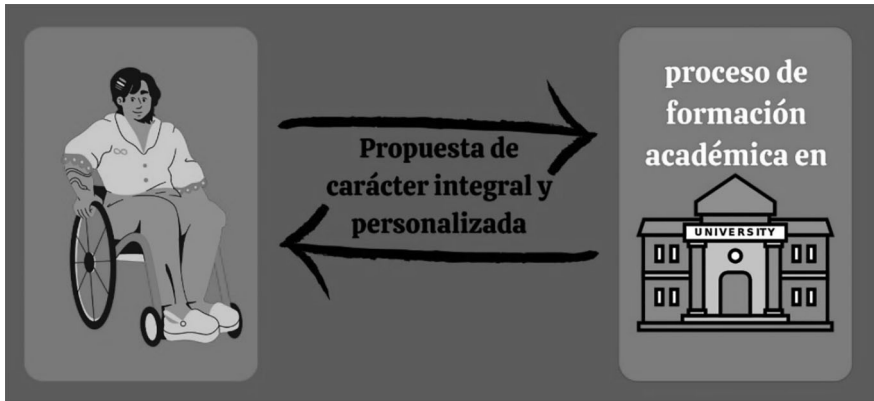 Propuesta de
carácter integral y
personalizada
proceso de
formación
académica en
UNIVERSITY